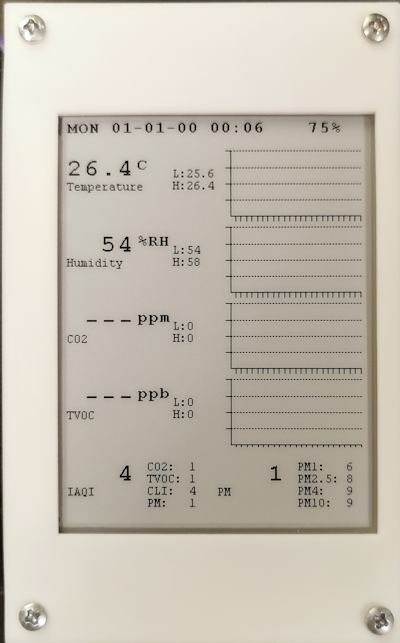 MON 01-01-00 00:06 75%
26.4C L:25.6
Temperature H:26.4
54 %RH L:54
Humidity H:58
--- ppm L:0
CO2 H:0
--- ppb L:0
TVOC H:0
4 CO2: 1 1 PM1: 6
TVOC: 1 PM2.5: 8
IAQI CLI: 4 PM PM4: 9
PM: 1 PM10: 9